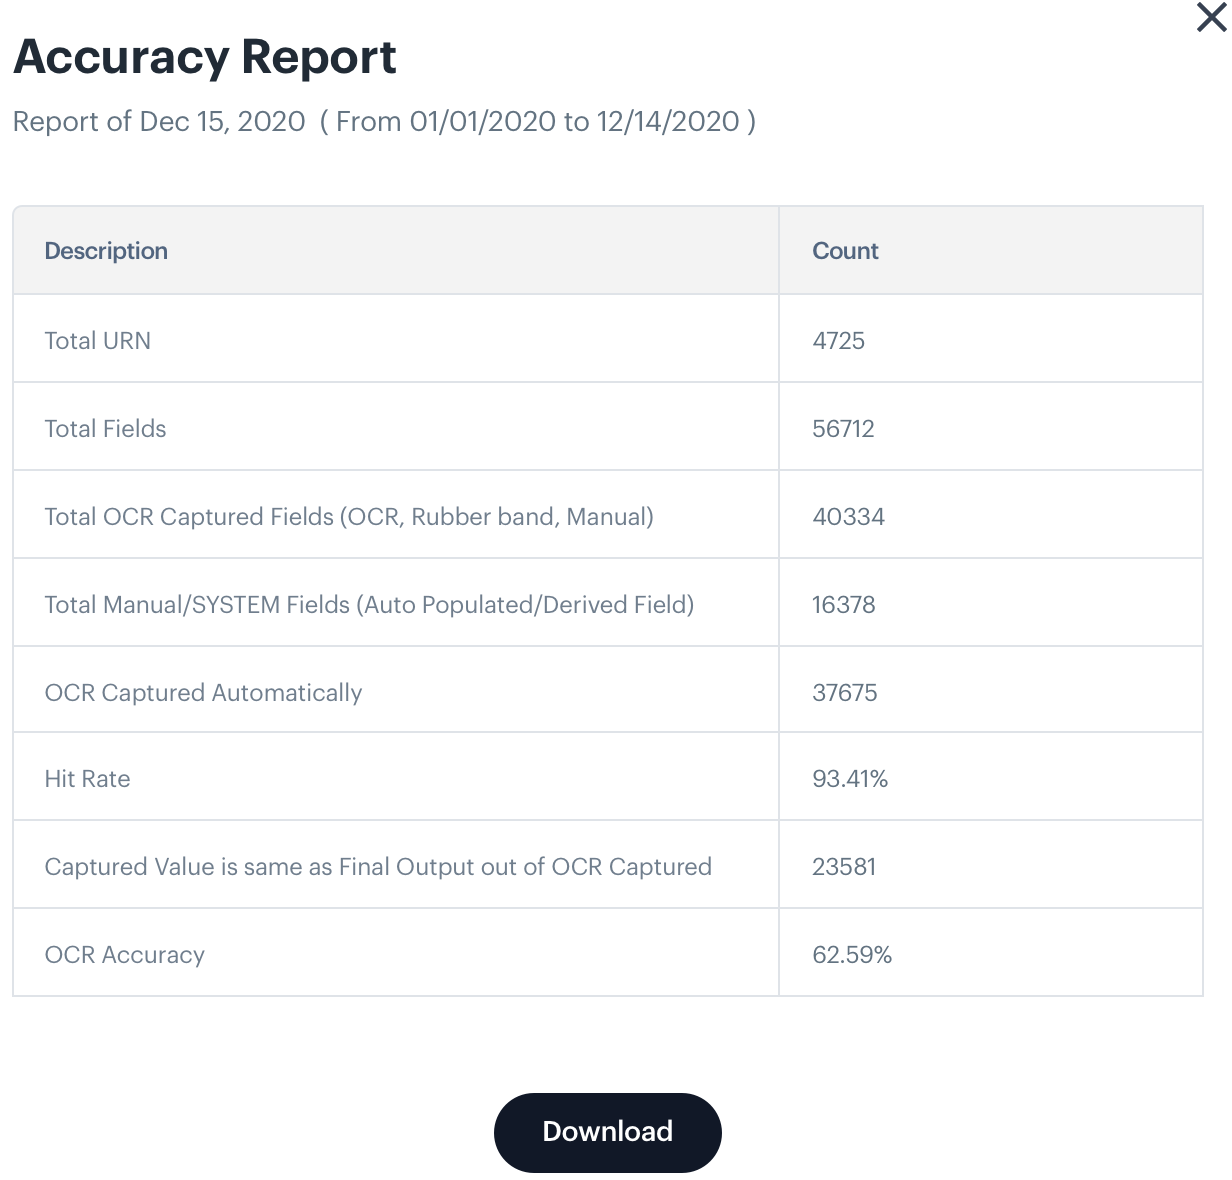 Accuracy Report
Report of Dec 15, 2020 ( From 01/01/2020 to 12/14/2020 )
Description Count
Total URN 4725
Total Fields 56712
Total OCR Captured Fields (OCR, Rubber band, Manual) 40334
Total Manual/SYSTEM Fields (Auto Populated/Derived Field) 16378
OCR Captured Automatically 37675
Hit Rate 93.41%
Captured Value is same as Final Output out of OCR Captured 23581
OCR Accuracy 62.59%
Download